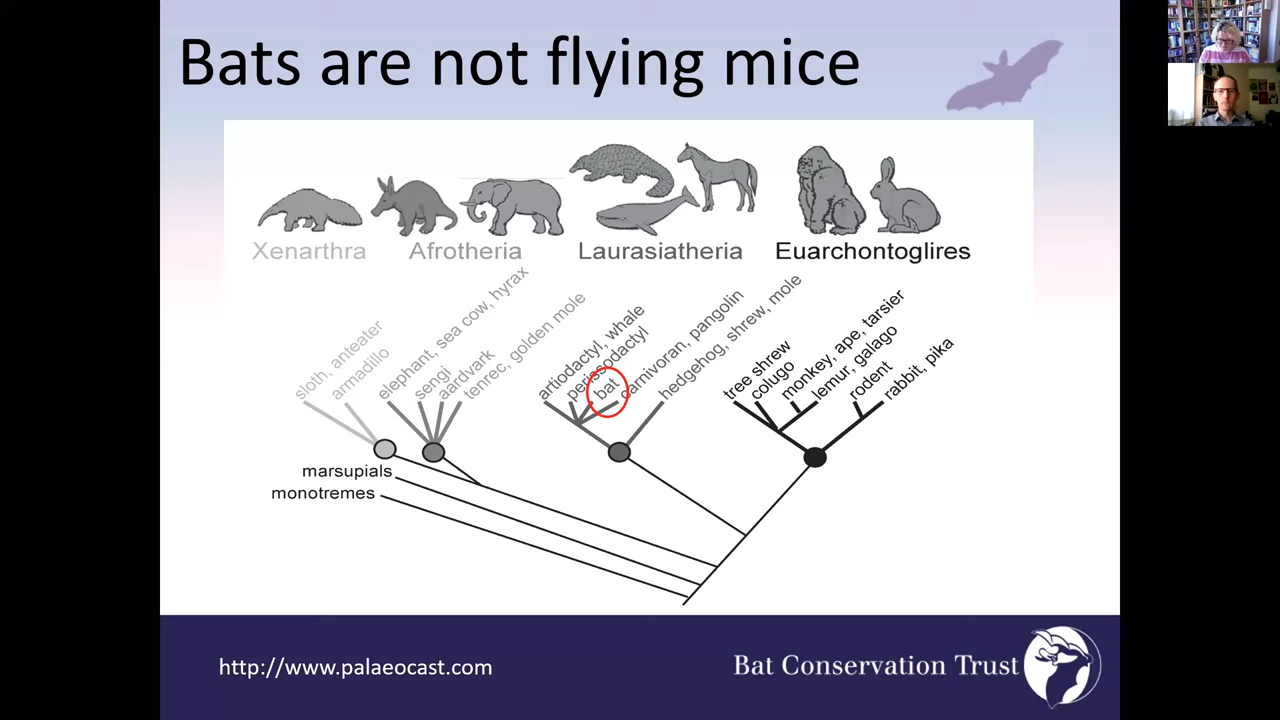 Bats are not flying mice
Xenarthra
Afrotheria
Laurasiatheria
Euarchontoglires
sloth, anteater
armadillo
elephant, sea cow, hyrax
sengi
aardvark
tenrec, golden mole
artiodactyl, whale
perissodactyl
bat
carnivoran, pangolin
hedgehog, shrew, mole
tree shrew
colugo
monkey, ape, tarsier
lemur, galago
rodent
rabbit, pika
marsupials
monotremes
http://www.palaeocast.com
Bat Conservation Trust